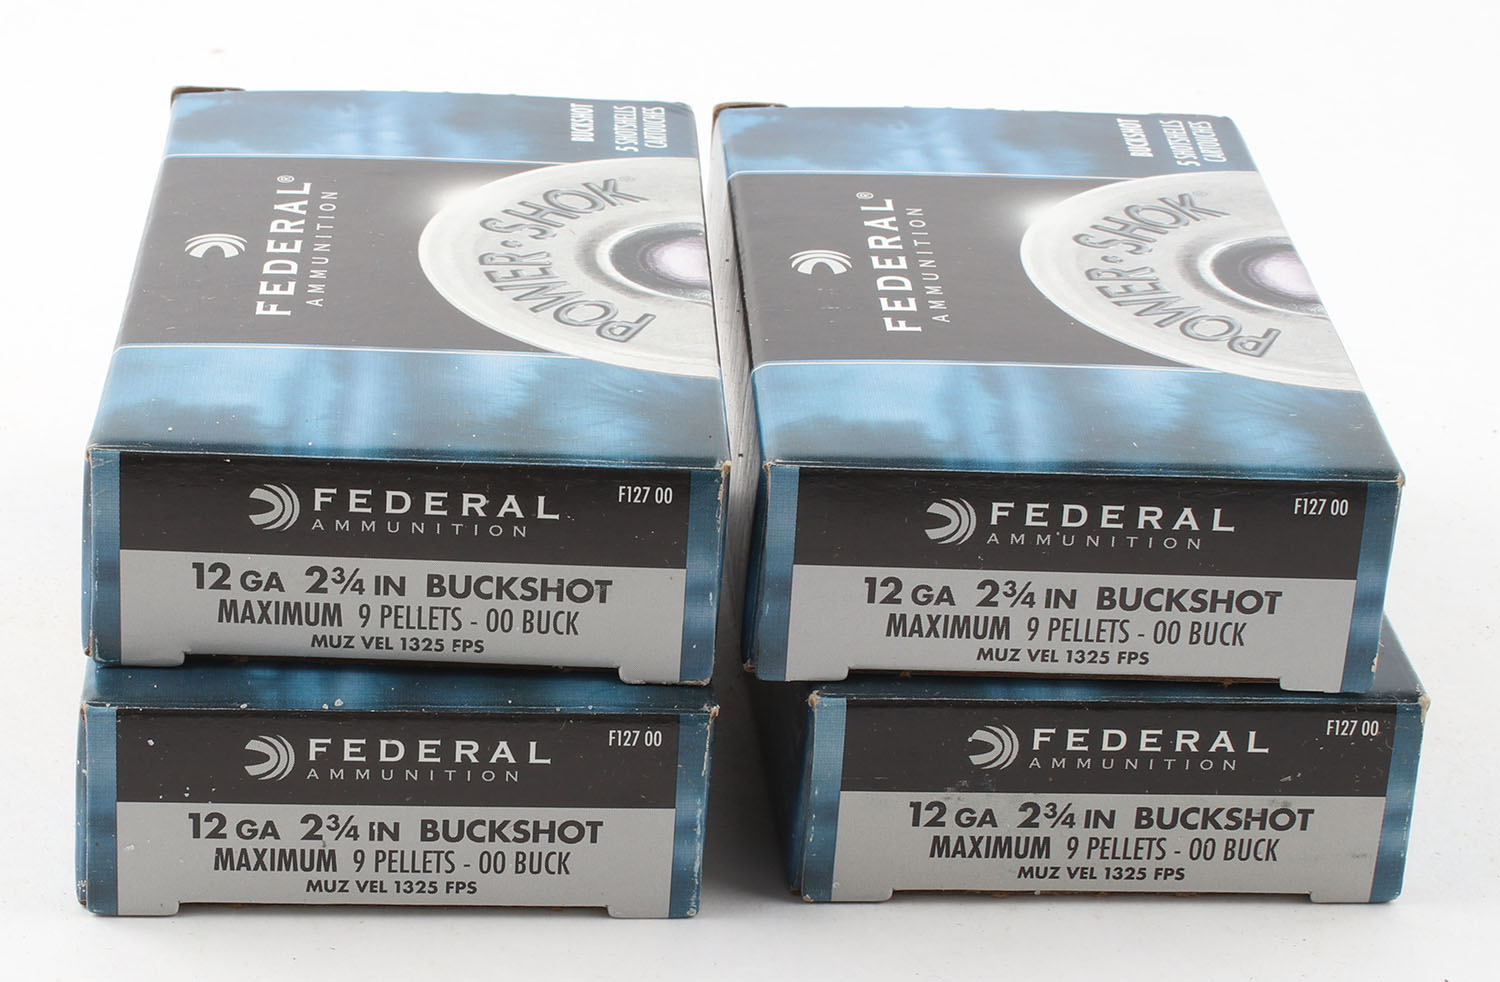 BUCKSHOT
5 SHOTSHELLS
CARTOUCHES
FEDERAL®
AMMUNITION
POWER·SHOK®
BUCKSHOT
5 SHOTSHELLS
CARTOUCHES
FEDERAL®
AMMUNITION
POWER·SHOK®
FEDERAL
AMMUNITION
F127 00
12 GA 2¾ IN BUCKSHOT
MAXIMUM 9 PELLETS - 00 BUCK
MUZ VEL 1325 FPS
FEDERAL
AMMUNITION
F127 00
12 GA 2¾ IN BUCKSHOT
MAXIMUM 9 PELLETS - 00 BUCK
MUZ VEL 1325 FPS
FEDERAL
AMMUNITION
F127 00
12 GA 2¾ IN BUCKSHOT
MAXIMUM 9 PELLETS - 00 BUCK
MUZ VEL 1325 FPS
FEDERAL
AMMUNITION
F127 00
12 GA 2¾ IN BUCKSHOT
MAXIMUM 9 PELLETS - 00 BUCK
MUZ VEL 1325 FPS